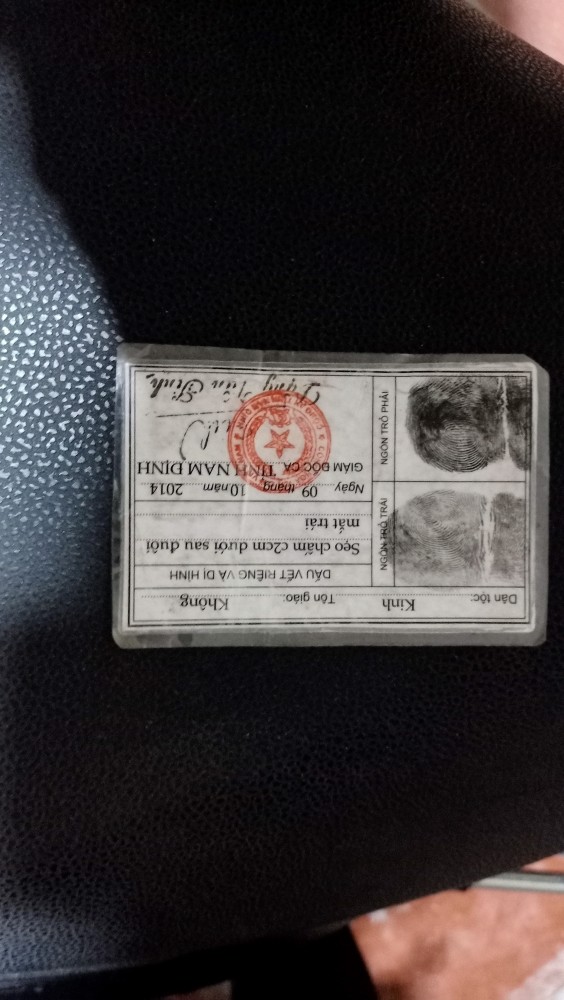 Dân tộc: Kinh Tôn giáo: Không
NGÓN TRỎ TRÁI
NGÓN TRỎ PHẢI
DẤU VẾT RIÊNG VÀ DỊ HÌNH
Sẹo chấm c2cm dưới sau đuôi
mắt trái
Ngày 09 tháng 10 năm 2014
GIÁM ĐỐC CA TỈNH NAM ĐỊNH